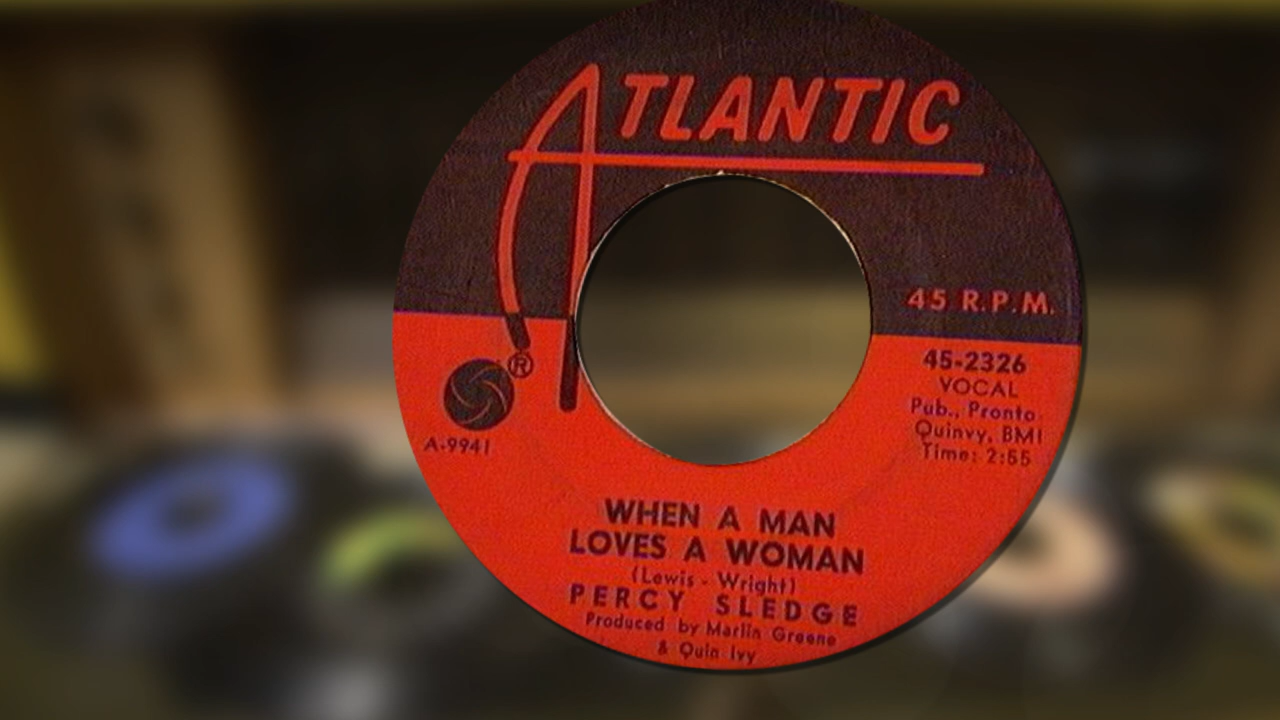 ATLANTIC
45 R.P.M.
®
45-2326
VOCAL
Pub., Pronto
Quinvy, BMI
Time: 2:55
A-9941
WHEN A MAN
LOVES A WOMAN
(Lewis - Wright)
PERCY SLEDGE
Produced by Marlin Greene
& Quin Ivy